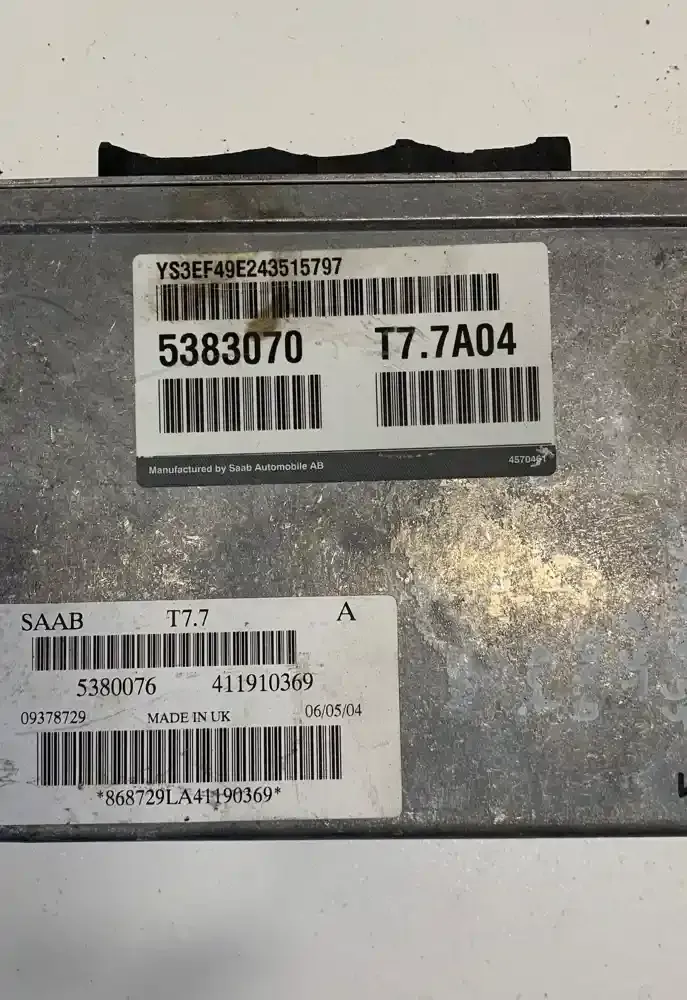 YS3EF49E243515797
5383070 T7.7A04
Manufactured by Saab Automobile AB
SAAB T7.7 A
5380076 411910369
09378729 MADE IN UK 06/05/04
*868729LA41190369*